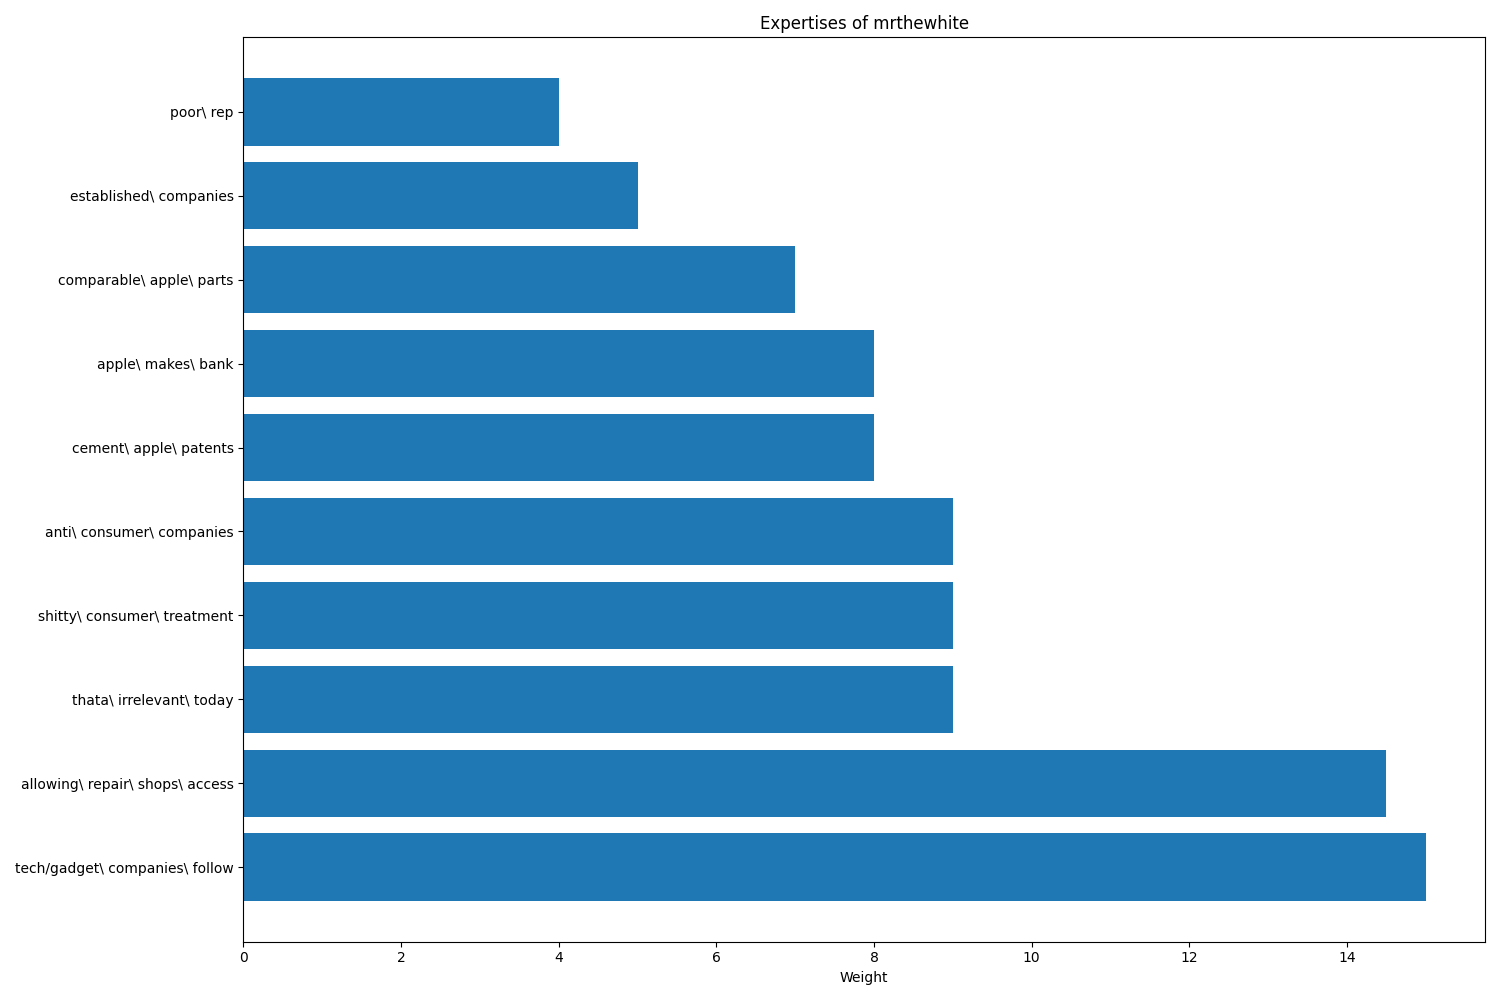 Expertises of mrthewhite
poor\ rep
established\ companies
comparable\ apple\ parts
apple\ makes\ bank
cement\ apple\ patents
anti\ consumer\ companies
shitty\ consumer\ treatment
thata\ irrelevant\ today
allowing\ repair\ shops\ access
tech/gadget\ companies\ follow
0 2 4 6 8 10 12 14
Weight